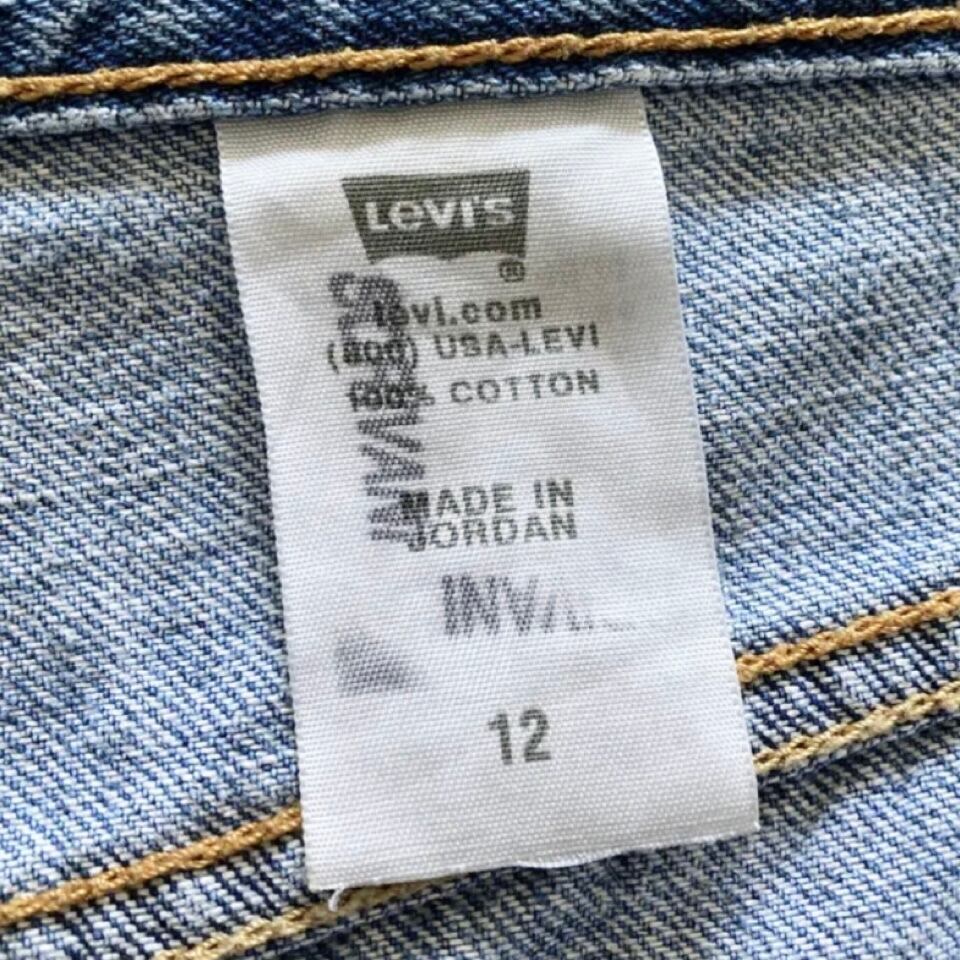 Levi's
®
levi.com
(800) USA-LEVI
100% COTTON
MADE IN
JORDAN
12